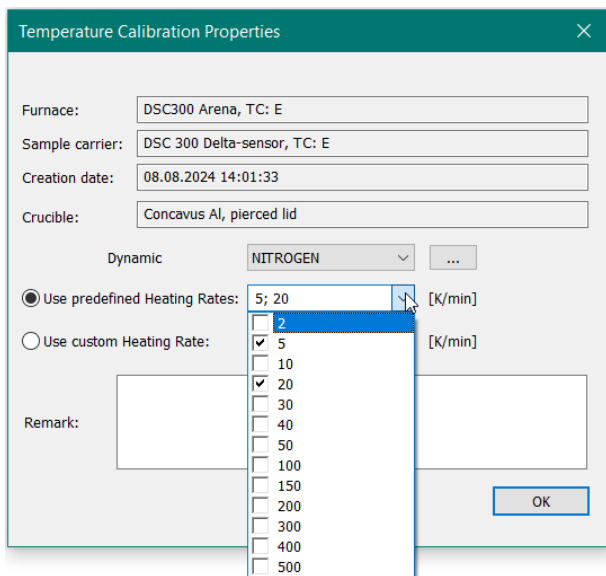 Temperature Calibration Properties
Furnace: DSC300 Arena, TC: E
Sample carrier: DSC 300 Delta-sensor, TC: E
Creation date: 08.08.2024 14:01:33
Crucible: Concavus Al, pierced lid
Dynamic NITROGEN ...
Use predefined Heating Rates: 5; 20 [K/min]
2
Use custom Heating Rate: [K/min]
5
10
20
30
40
Remark:
50
100
150
200
OK
300
400
500